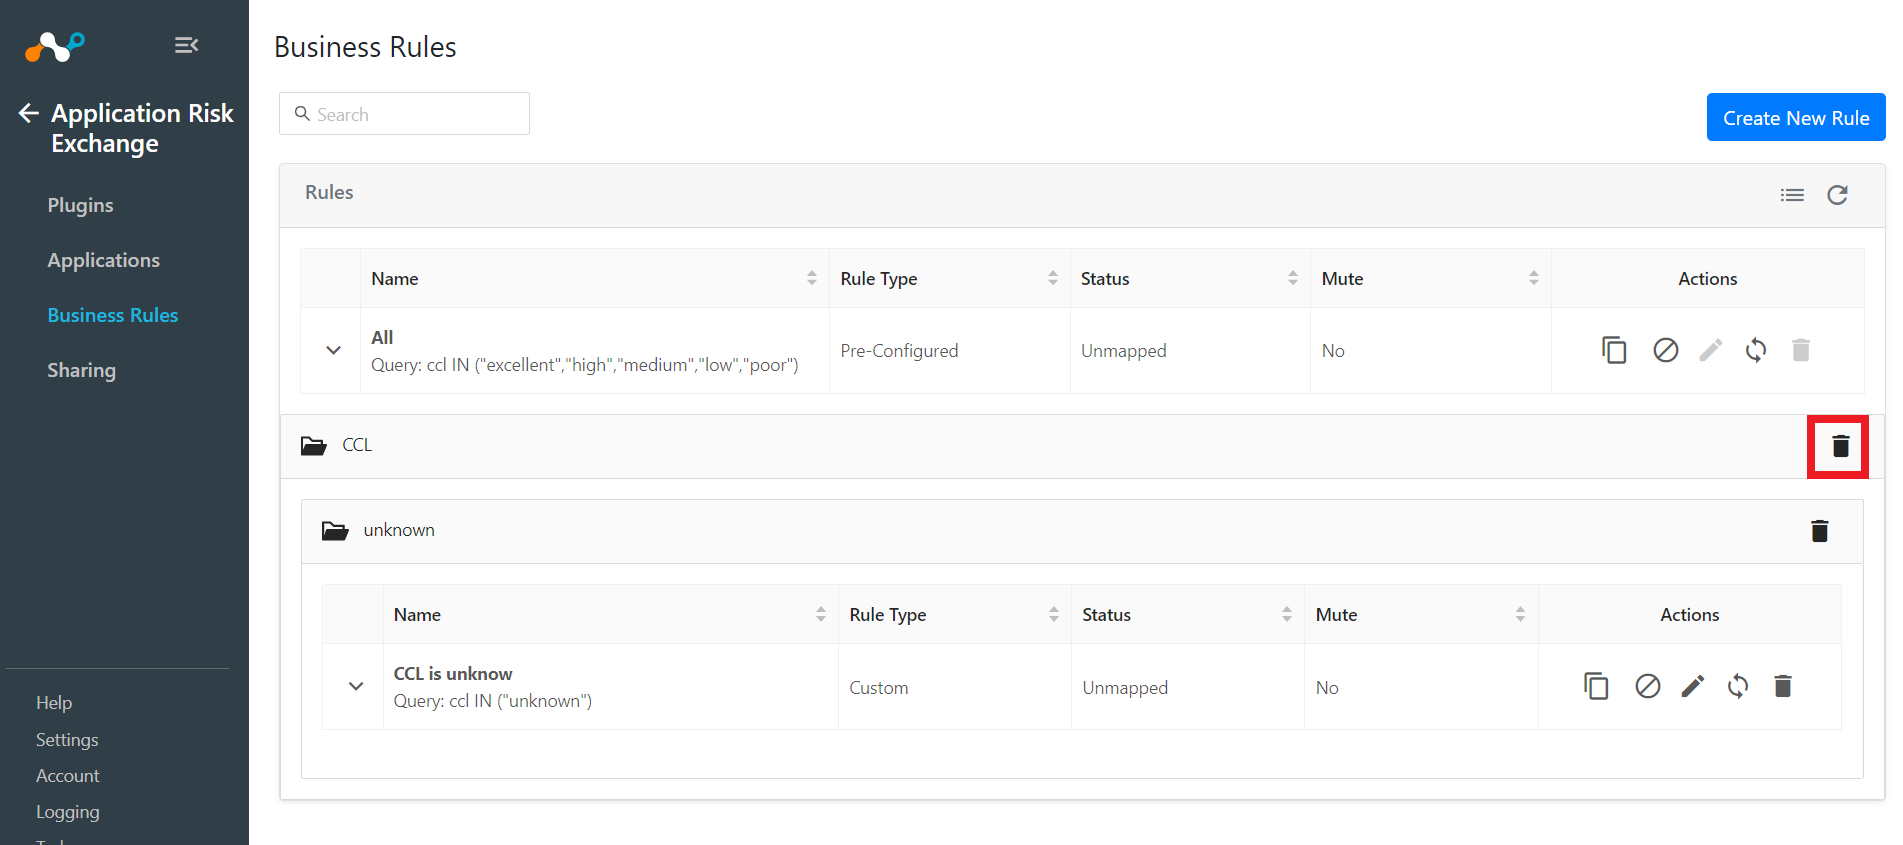 Application Risk
Exchange
Plugins
Applications
Business Rules
Sharing
Help
Settings
Account
Logging
Business Rules
Search
Create New Rule
Rules
Name Rule Type Status Mute Actions
All
Query: ccl IN ("excellent","high","medium","low","poor")
Pre-Configured Unmapped No
CCL
unknown
Name Rule Type Status Mute Actions
CCL is unknow
Query: ccl IN ("unknown")
Custom Unmapped No